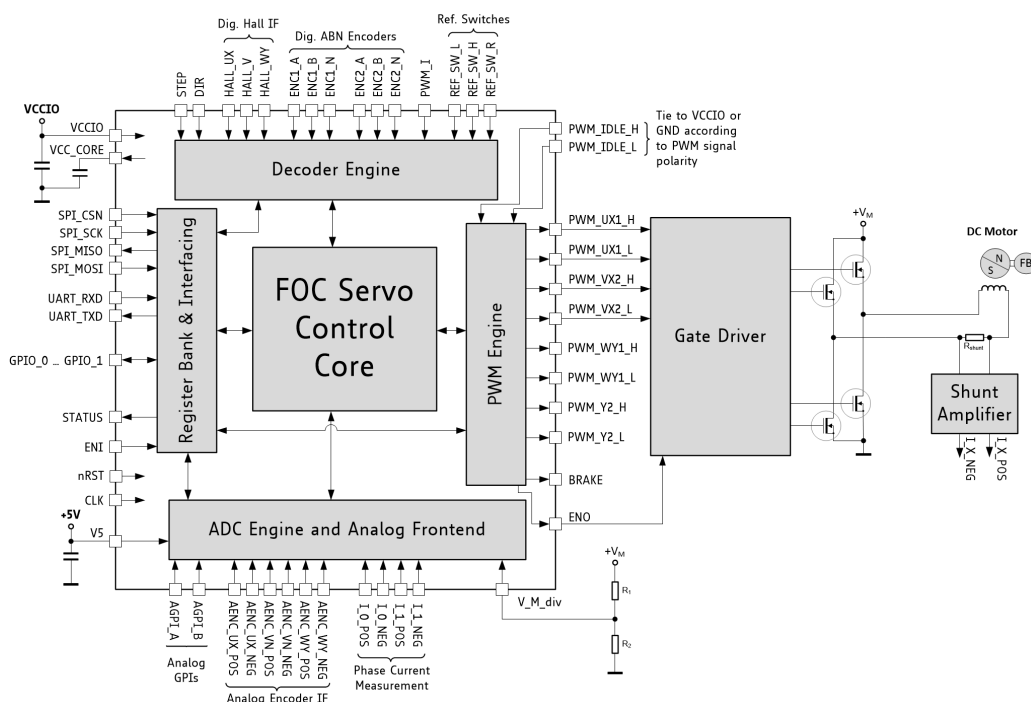 Dig. Hall IF
Dig. ABN Encoders
Ref. Switches
STEP
DIR
HALL_UX
HALL_V
HALL_WY
ENC1_A
ENC1_B
ENC1_N
ENC2_A
ENC2_B
ENC2_N
PWM_I
REF_SW_L
REF_SW_H
REF_SW_R
VCCIO
VCCIO
VCC_CORE
Decoder Engine
PWM_IDLE_H
PWM_IDLE_L
Tie to VCCIO or
GND according
to PWM signal
polarity
SPI_CSN
SPI_SCK
SPI_MISO
SPI_MOSI
UART_RXD
UART_TXD
GPIO_0 ... GPIO_1
STATUS
ENI
nRST
CLK
+5V
V5
Register Bank & Interfacing
FOC Servo
Control
Core
PWM Engine
PWM_UX1_H
PWM_UX1_L
PWM_VX2_H
PWM_VX2_L
PWM_WY1_H
PWM_WY1_L
PWM_Y2_H
PWM_Y2_L
BRAKE
ENO
Gate Driver
+VM
DC Motor
N
S
FB
Rshunt
Shunt
Amplifier
I_X_NEG
I_X_POS
ADC Engine and Analog Frontend
+VM
R1
R2
V_M_div
AGPI_A
AGPI_B
AENC_UX_POS
AENC_UX_NEG
AENC_VN_POS
AENC_VN_NEG
AENC_WY_POS
AENC_WY_NEG
I_0_POS
I_0_NEG
I_1_POS
I_1_NEG
Analog
GPIs
Analog Encoder IF
Phase Current
Measurement